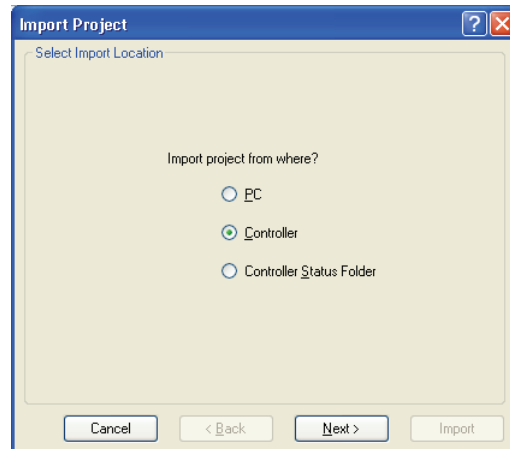 Import Project
Select Import Location
Import project from where?
PC
Controller
Controller Status Folder
Cancel < Back Next > Import